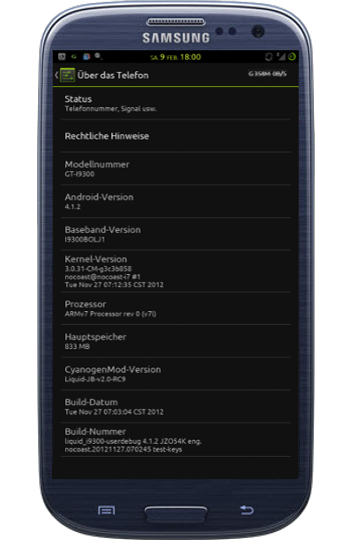 SAMSUNG
SA 9 FEB 18:00
Über das Telefon
Status
Telefonnummer, Signal usw.
Rechtliche Hinweise
Modellnummer
GT-I9300
Android-Version
4.1.2
Baseband-Version
I9300BOLJ1
Kernel-Version
3.0.31-CM-g3c3b858
nocoast@nocoast-i7 #1
Tue Nov 27 07:12:35 CST 2012
Prozessor
ARMv7 Processor rev 0 (v7l)
Hauptspeicher
833 MB
CyanogenMod-Version
Liquid-JB-v2.0-RC9
Build-Datum
Tue Nov 27 07:03:04 CST 2012
Build-Nummer
liquid_i9300-userdebug 4.1.2 JZO54K eng.
nocoast.20121127.070245 test-keys